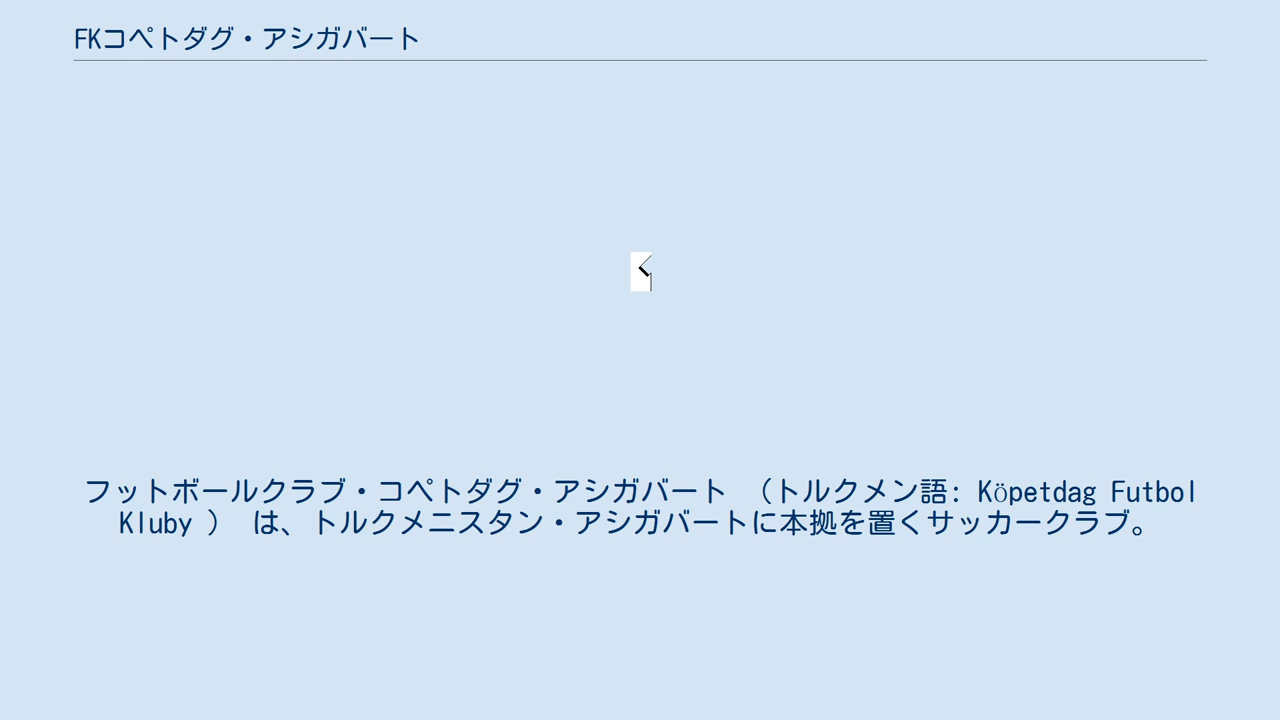 FKコペトダグ・アシガバート
フットボールクラブ・コペトダグ・アシガバート （トルクメン語: Köpetdag Futbol
Kluby ） は、トルクメニスタン・アシガバートに本拠を置くサッカークラブ。